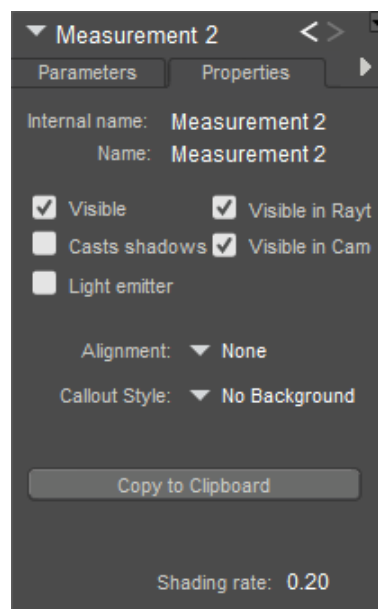 Measurement 2
Parameters Properties
Internal name: Measurement 2
Name: Measurement 2
Visible Visible in Rayt
Casts shadows Visible in Cam
Light emitter
Alignment: None
Callout Style: No Background
Copy to Clipboard
Shading rate: 0.20